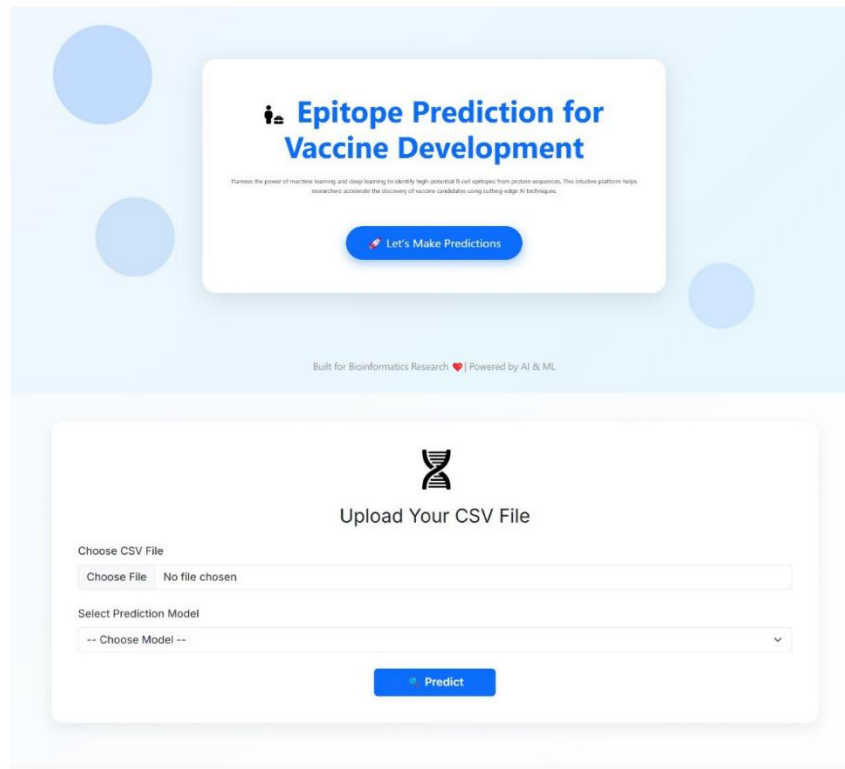 Epitope Prediction for
Vaccine Development
Harness the power of machine learning and deep learning to identify high-potential B-cell epitopes from protein sequences. This intuitive platform helps
researchers accelerate the discovery of vaccine candidates using cutting-edge AI techniques.
🚀 Let's Make Predictions
Built for Bioinformatics Research ❤️| Powered by AI & ML
Upload Your CSV File
Choose CSV File
Choose File No file chosen
Select Prediction Model
-- Choose Model --
Predict